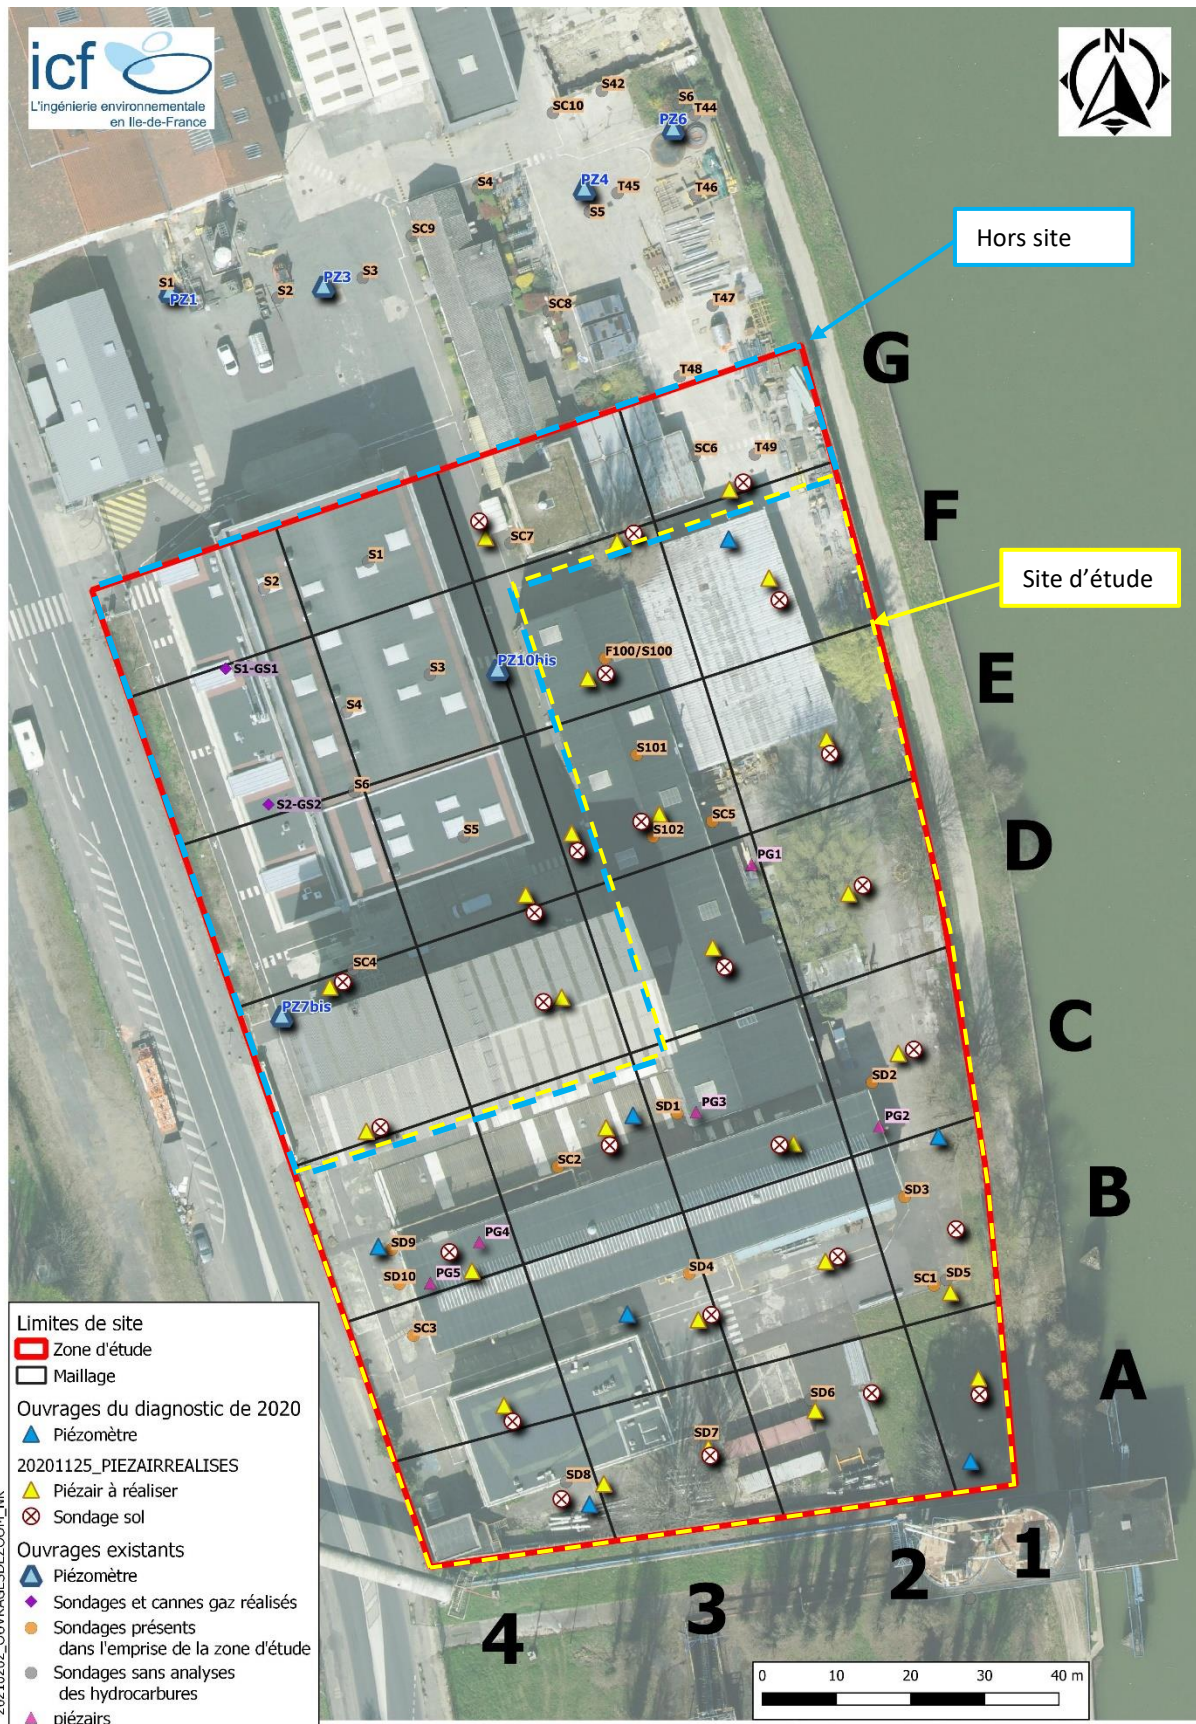 icf
L'ingénierie environnementale
en Ile-de-France
N
S42
SC10
S6
T44
PZ6
S4
PZ4
T45
T46
S5
SC9
Hors site
S1
PZ1
S2
PZ3
S3
SC8
T47
G
T48
SC6
T49
F
SC7
S1
S2
Site d'étude
F100/S100
PZ10bis
S1-GS1
S3
E
S4
S101
S6
S2-GS2
S5
S102
SC5
D
PG1
SC4
PZ7bis
C
SD2
SD1
PG3
PG2
SC2
B
SD3
SD9
PG4
SD10
PG5
SD4
SC1
SD5
SC3
A
SD6
SD7
SD8
1
2
3
4
Limites de site
Zone d'étude
Maillage
Ouvrages du diagnostic de 2020
Piézomètre
20201125_PIEZAIRREALISES
Piézair à réaliser
Sondage sol
Ouvrages existants
Piézomètre
Sondages et cannes gaz réalisés
Sondages présents
dans l'emprise de la zone d'étude
Sondages sans analyses
des hydrocarbures
piézairs
0 10 20 30 40 m